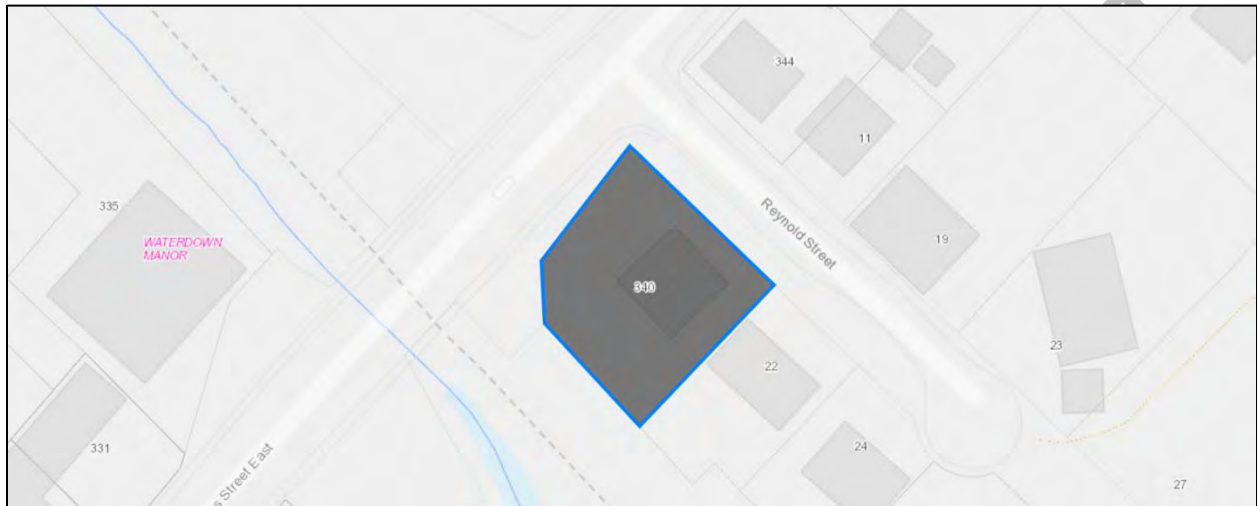 344
11
335
WATERDOWN
MANOR
Reynold Street
19
340
23
22
331
24
s Street East
27